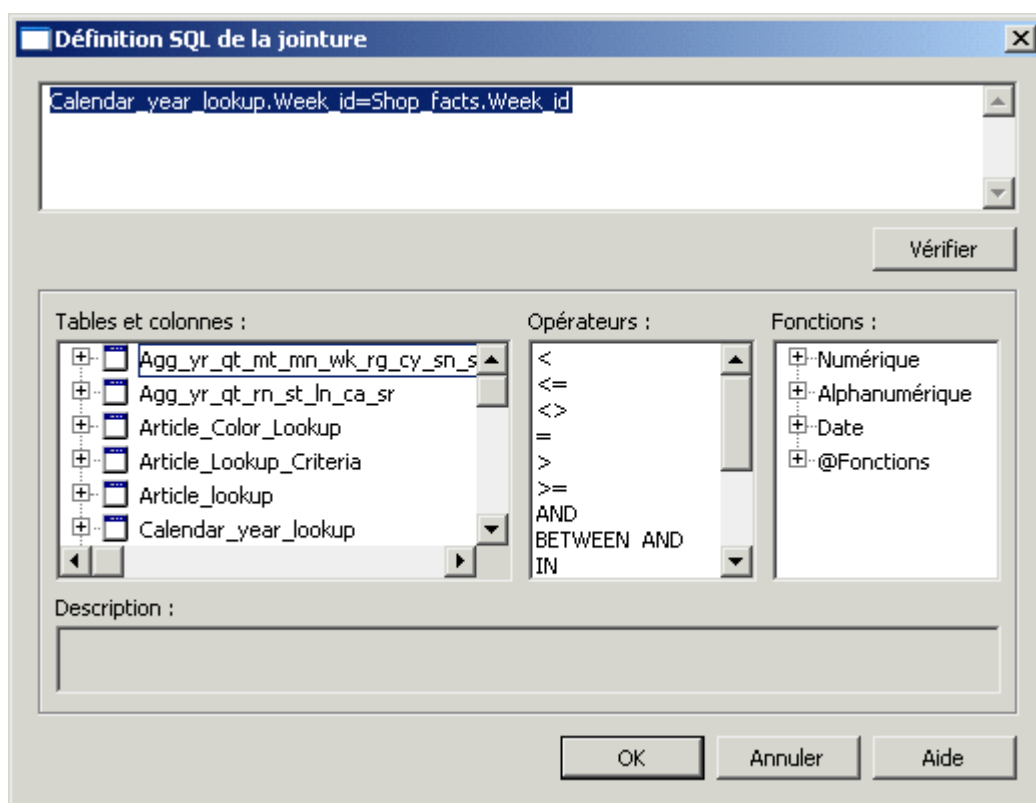 Définition SQL de la jointure
Calendar_year_lookup.Week_id=Shop_facts.Week_id
Vérifier
Tables et colonnes :
Agg_yr_qt_mt_mn_wk_rg_cy_sn_s
Agg_yr_qt_rn_st_ln_ca_sr
Article_Color_Lookup
Article_Lookup_Criteria
Article_lookup
Calendar_year_lookup
Opérateurs :
<
<=
<>
=
>
>=
AND
BETWEEN AND
IN
Fonctions :
Numérique
Alphanumérique
Date
@Fonctions
Description :
OK Annuler Aide